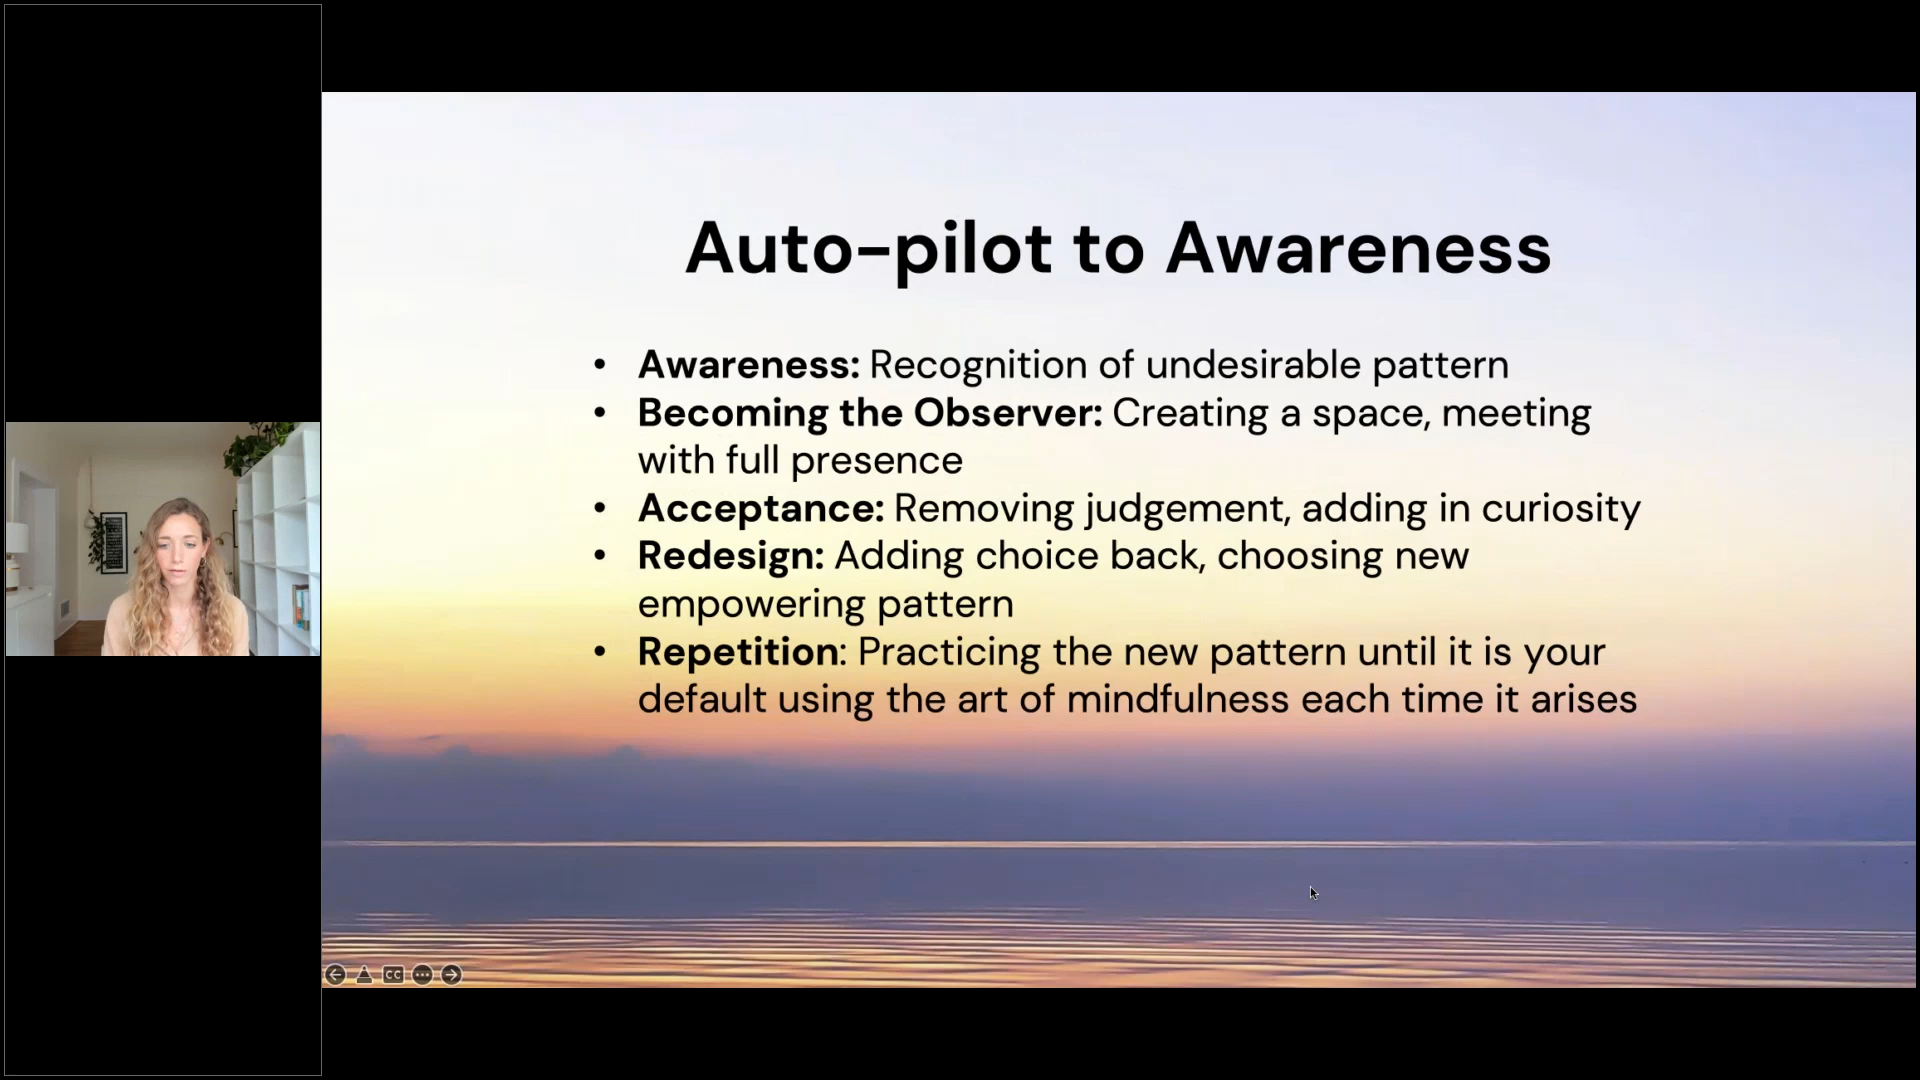 Auto-pilot to Awareness
• Awareness: Recognition of undesirable pattern
• Becoming the Observer: Creating a space, meeting
with full presence
• Acceptance: Removing judgement, adding in curiosity
• Redesign: Adding choice back, choosing new
empowering pattern
• Repetition: Practicing the new pattern until it is your
default using the art of mindfulness each time it arises
CC